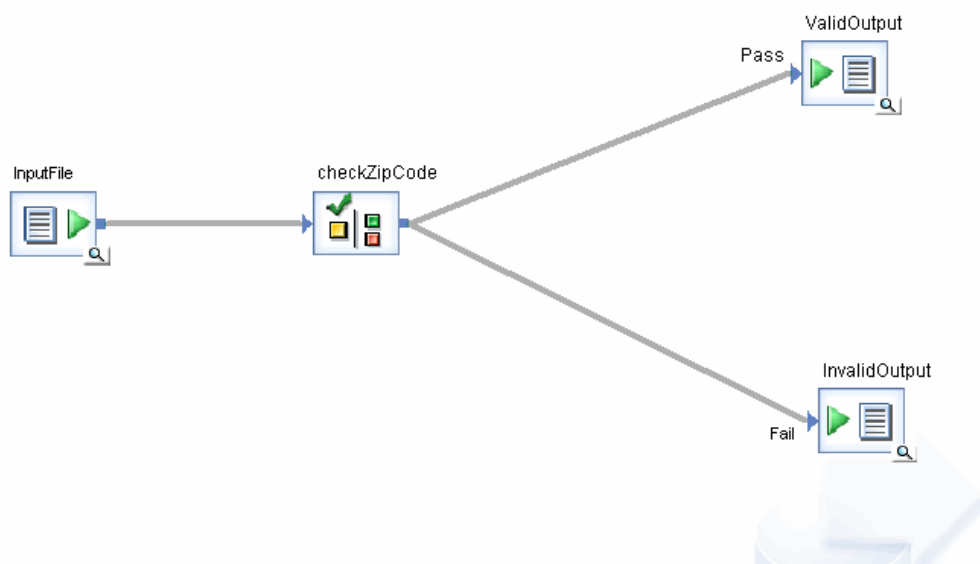 ValidOutput
Pass
InputFile
checkZipCode
InvalidOutput
Fail